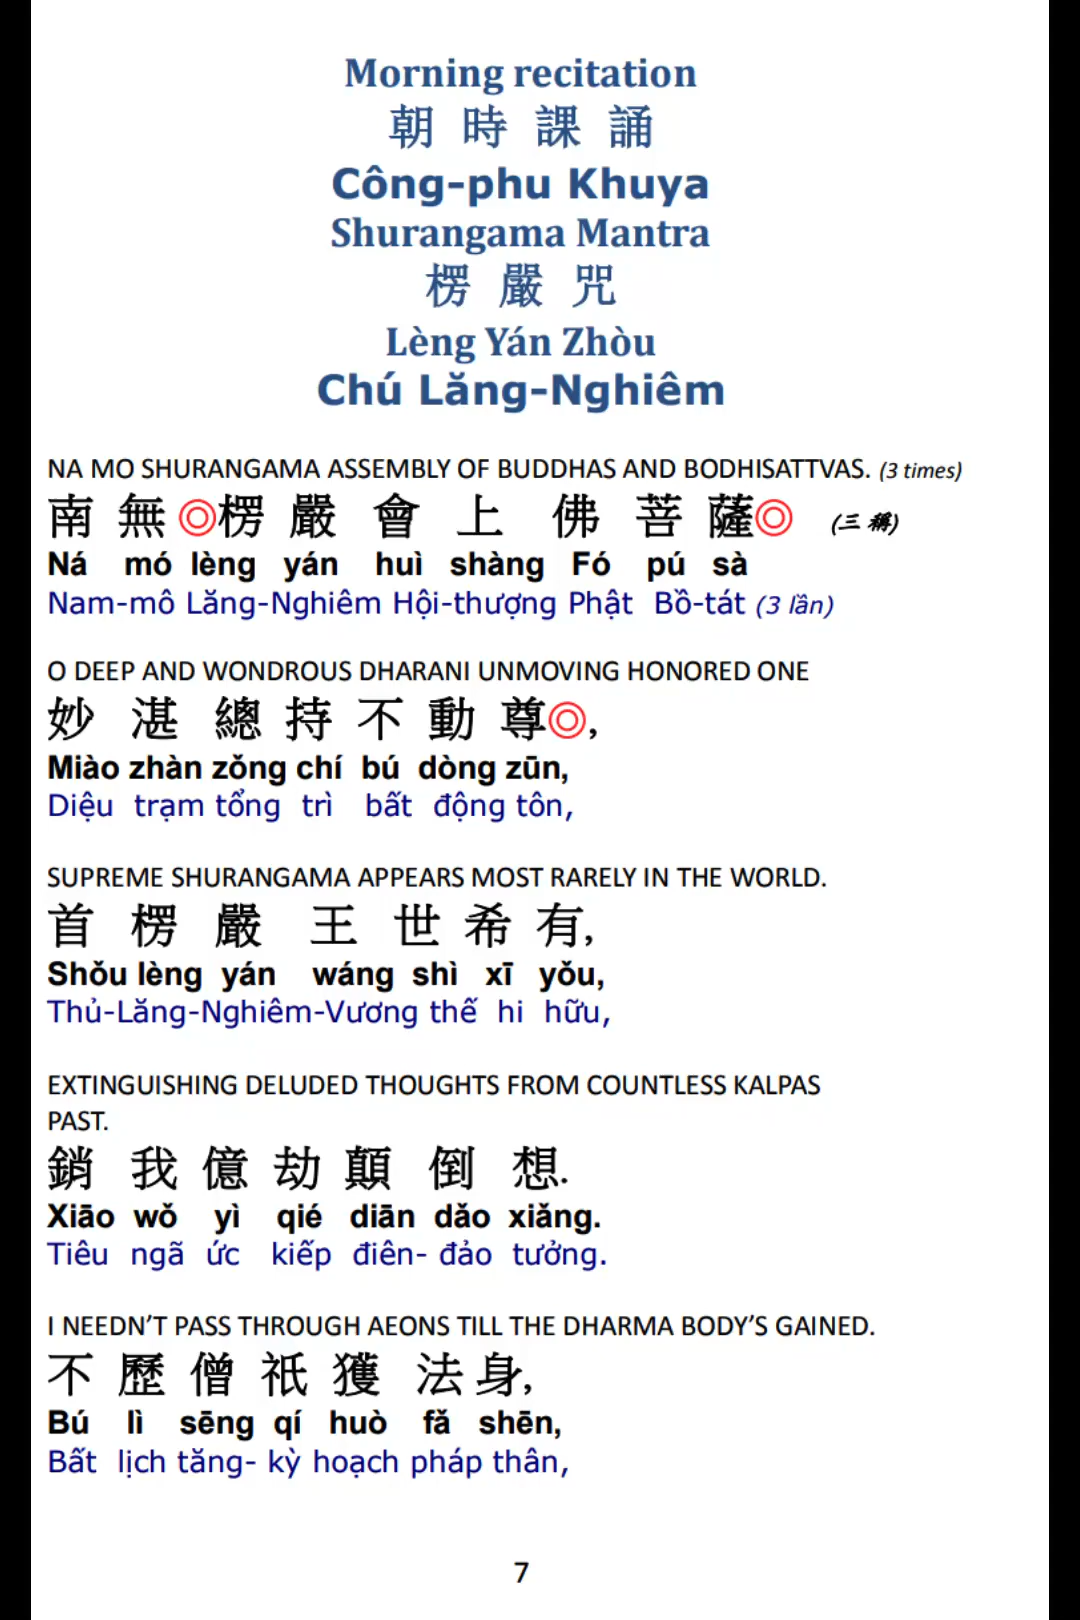 Morning recitation
朝 時 課 誦
Công-phu Khuya
Shurangama Mantra
楞 嚴 咒
Lèng Yán Zhòu
Chú Lăng-Nghiêm
NA MO SHURANGAMA ASSEMBLY OF BUDDHAS AND BODHISATTVAS. (3 times)
南 無 ◎楞 嚴 會 上 佛 菩 薩◎ (三 稱)
Ná mó lèng yán huì shàng Fó pú sà
Nam-mô Lăng-Nghiêm Hội-thượng Phật Bồ-tát (3 lần)
O DEEP AND WONDROUS DHARANI UNMOVING HONORED ONE
妙 湛 總 持 不 動 尊◎,
Miào zhàn zǒng chí bú dòng zūn,
Diệu trạm tổng trì bất động tôn,
SUPREME SHURANGAMA APPEARS MOST RARELY IN THE WORLD.
首 楞 嚴 王 世 希 有,
Shǒu lèng yán wáng shì xī yǒu,
Thủ-Lăng-Nghiêm-Vương thế hi hữu,
EXTINGUISHING DELUDED THOUGHTS FROM COUNTLESS KALPAS
PAST.
銷 我 億 劫 顛 倒 想.
Xiāo wǒ yì qié diān dǎo xiǎng.
Tiêu ngã ức kiếp điên- đảo tưởng.
I NEEDN’T PASS THROUGH AEONS TILL THE DHARMA BODY’S GAINED.
不 歷 僧 祇 獲 法 身,
Bú lì sēng qí huò fǎ shēn,
Bất lịch tăng- kỳ hoạch pháp thân,
7